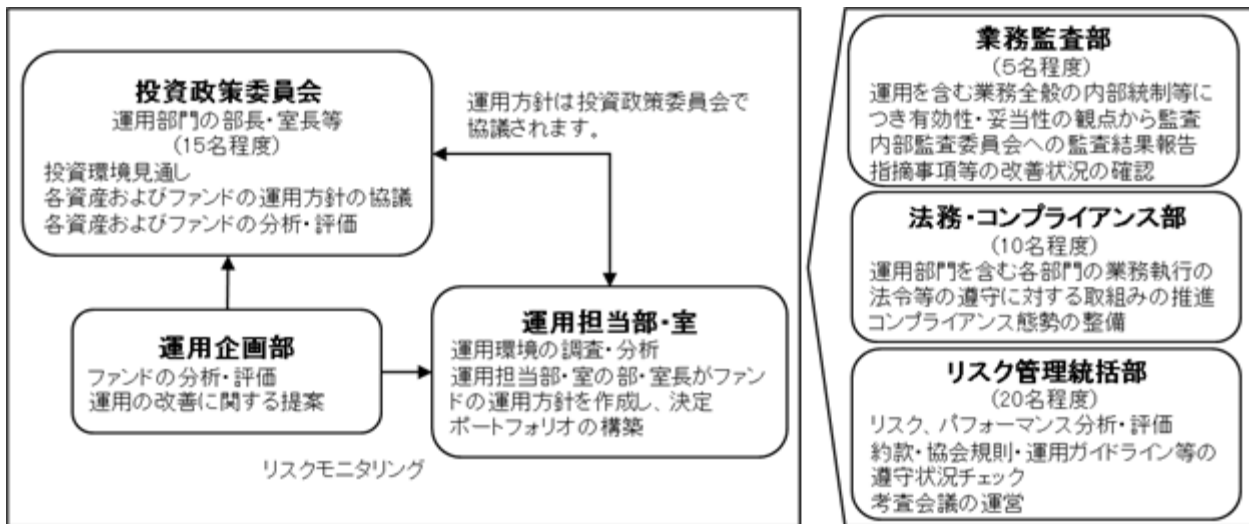 投資政策委員会
運用部門の部長・室長等
(15名程度)
投資環境見通し
各資産およびファンドの運用方針の協議
各資産およびファンドの分析・評価
運用方針は投資政策委員会で
協議されます。
運用企画部
ファンドの分析・評価
運用の改善に関する提案
運用担当部・室
運用環境の調査・分析
運用担当部・室の部・室長がファン
ドの運用方針を作成し、決定
ポートフォリオの構築
リスクモニタリング
業務監査部
(5名程度)
運用を含む業務全般の内部統制等に
つき有効性・妥当性の観点から監査
内部監査委員会への監査結果報告
指摘事項等の改善状況の確認
法務・コンプライアンス部
(10名程度)
運用部門を含む各部門の業務執行の
法令等の遵守に対する取組みの推進
コンプライアンス態勢の整備
リスク管理統括部
(20名程度)
リスク、パフォーマンス分析・評価
約款・協会規則・運用ガイドライン等の
遵守状況チェック
考査会議の運営